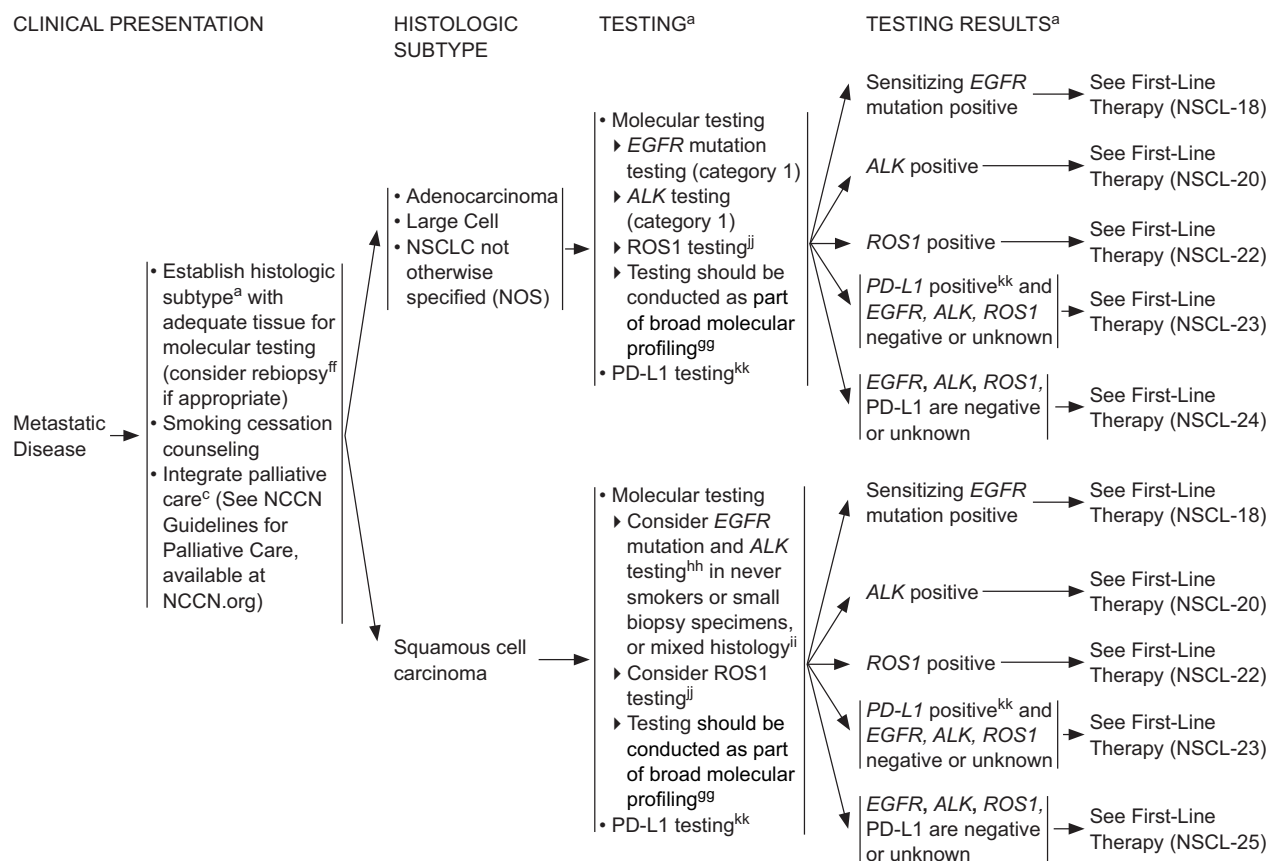 CLINICAL PRESENTATION
HISTOLOGIC
SUBTYPE
TESTINGᵃ
TESTING RESULTSᵃ
Metastatic
Disease
• Establish histologic
subtypeᵃ with
adequate tissue for
molecular testing
(consider rebiopsyᶠᶠ
if appropriate)
• Smoking cessation
counseling
• Integrate palliative
careᶜ (See NCCN
Guidelines for
Palliative Care,
available at
NCCN.org)
• Adenocarcinoma
• Large Cell
• NSCLC not
otherwise
specified (NOS)
• Molecular testing
▸ EGFR mutation
testing (category 1)
▸ ALK testing
(category 1)
▸ ROS1 testingʲʲ
▸ Testing should be
conducted as part
of broad molecular
profilingᵍᵍ
• PD-L1 testingᵏᵏ
Sensitizing EGFR
mutation positive
See First-Line
Therapy (NSCL-18)
ALK positive
See First-Line
Therapy (NSCL-20)
ROS1 positive
See First-Line
Therapy (NSCL-22)
PD-L1 positiveᵏᵏ and
EGFR, ALK, ROS1
negative or unknown
See First-Line
Therapy (NSCL-23)
EGFR, ALK, ROS1,
PD-L1 are negative
or unknown
See First-Line
Therapy (NSCL-24)
Squamous cell
carcinoma
• Molecular testing
▸ Consider EGFR
mutation and ALK
testingʰʰ in never
smokers or small
biopsy specimens,
or mixed histologyⁱⁱ
▸ Consider ROS1
testingʲʲ
▸ Testing should be
conducted as part
of broad molecular
profilingᵍᵍ
• PD-L1 testingᵏᵏ
Sensitizing EGFR
mutation positive
See First-Line
Therapy (NSCL-18)
ALK positive
See First-Line
Therapy (NSCL-20)
ROS1 positive
See First-Line
Therapy (NSCL-22)
PD-L1 positiveᵏᵏ and
EGFR, ALK, ROS1
negative or unknown
See First-Line
Therapy (NSCL-23)
EGFR, ALK, ROS1,
PD-L1 are negative
or unknown
See First-Line
Therapy (NSCL-25)